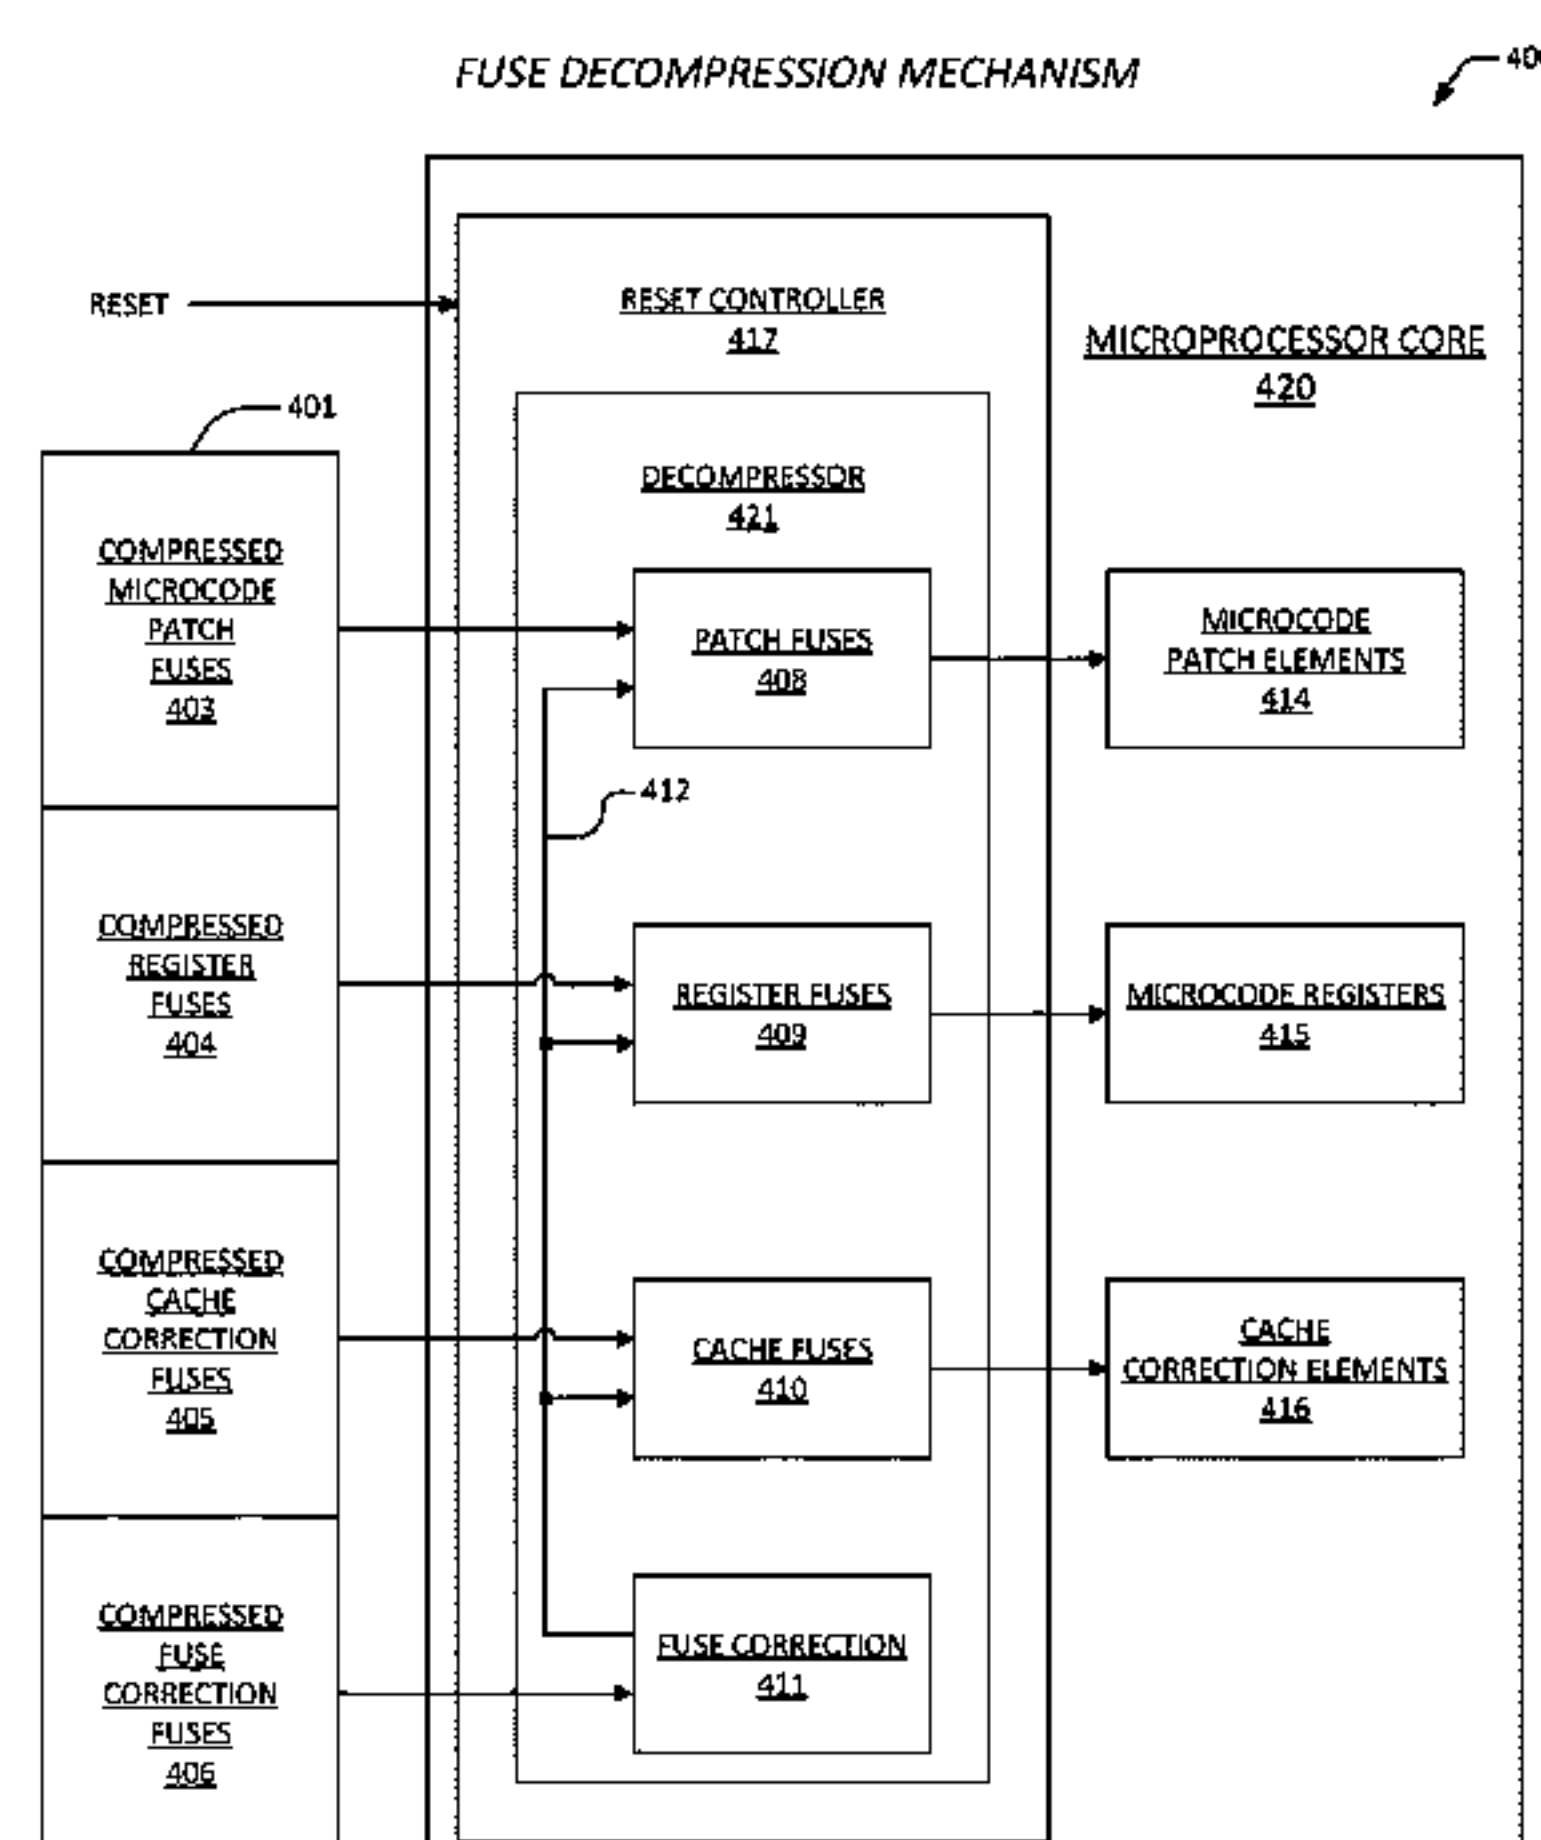 FUSE DECOMPRESSION MECHANISM
RESET
RESET CONTROLLER
417
MICROPROCESSOR CORE
420
401
DECOMPRESSOR
421
COMPRESSED
MICROCODE
PATCH
FUSES
403
PATCH FUSES
408
MICROCODE
PATCH ELEMENTS
414
412
COMPRESSED
REGISTER
FUSES
404
REGISTER FUSES
409
MICROCODE REGISTERS
415
COMPRESSED
CACHE
CORRECTION
FUSES
405
CACHE FUSES
410
CACHE
CORRECTION ELEMENTS
416
COMPRESSED
FUSE
CORRECTION
FUSES
406
FUSE CORRECTION
411